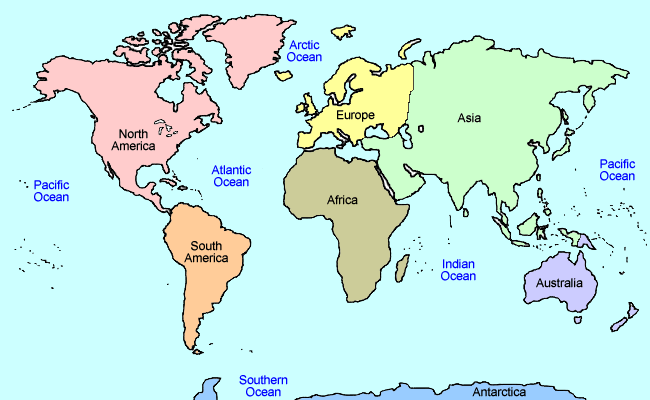 Arctic
Ocean
North
America
Europe
Asia
Atlantic
Ocean
Pacific
Ocean
Pacific
Ocean
Africa
South
America
Indian
Ocean
Australia
Southern
Ocean
Antarctica